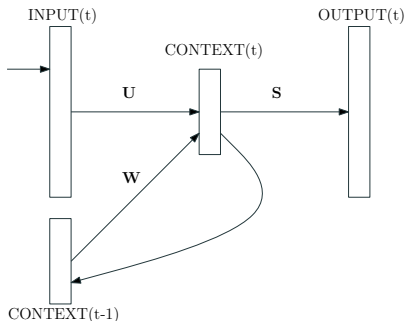 INPUT(t)
OUTPUT(t)
CONTEXT(t)
U
S
W
CONTEXT(t-1)